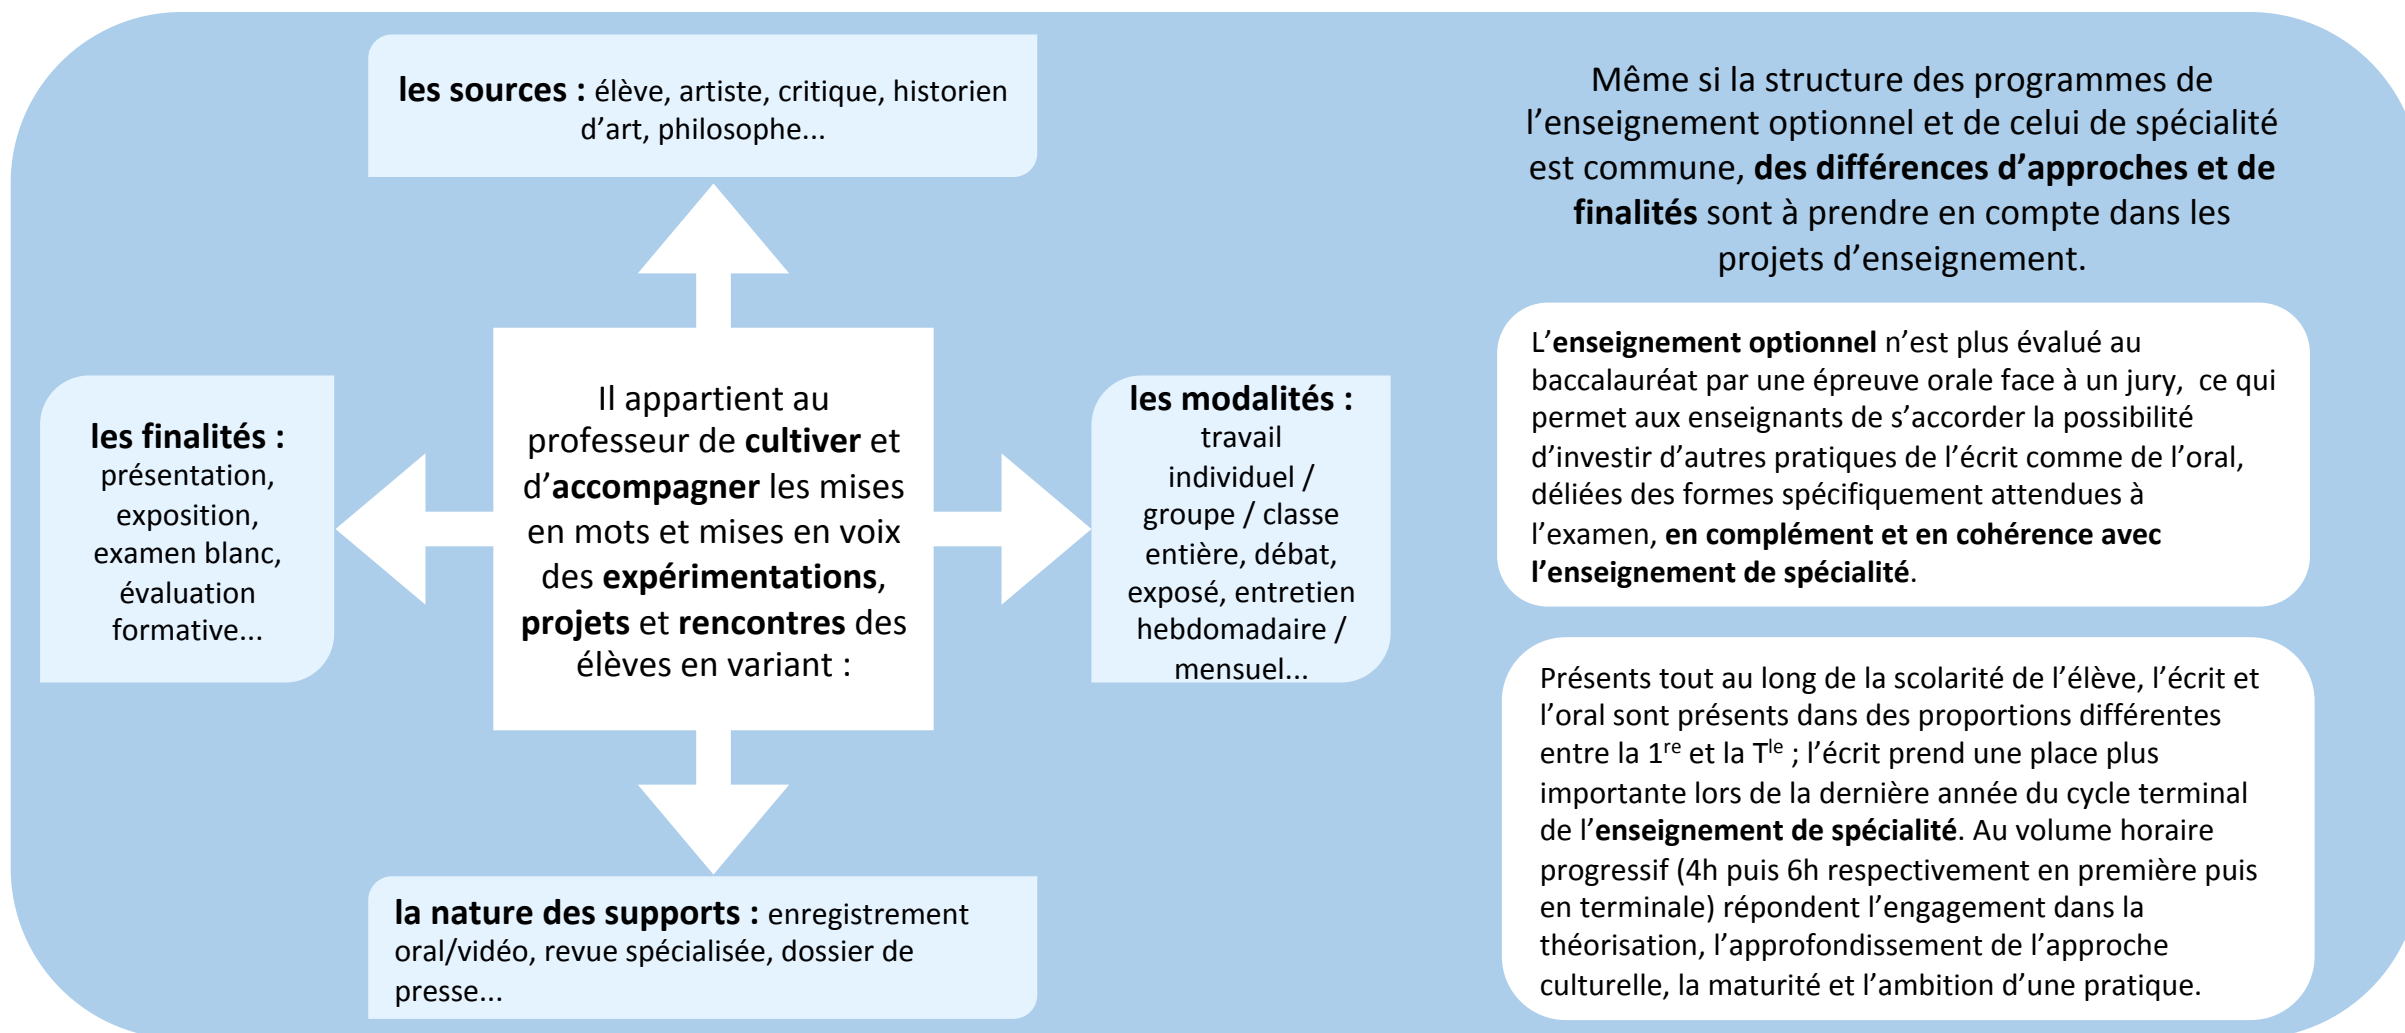 les sources : élève, artiste, critique, historien
d’art, philosophe...
les finalités :
présentation,
exposition,
examen blanc,
évaluation
formative...
Il appartient au
professeur de cultiver et
d’accompagner les mises
en mots et mises en voix
des expérimentations,
projets et rencontres des
élèves en variant :
les modalités :
travail
individuel /
groupe / classe
entière, débat,
exposé, entretien
hebdomadaire /
mensuel...
la nature des supports : enregistrement
oral/vidéo, revue spécialisée, dossier de
presse...
Même si la structure des programmes de
l’enseignement optionnel et de celui de spécialité
est commune, des différences d’approches et de
finalités sont à prendre en compte dans les
projets d’enseignement.
L’enseignement optionnel n’est plus évalué au
baccalauréat par une épreuve orale face à un jury,  ce qui
permet aux enseignants de s’accorder la possibilité
d’investir d’autres pratiques de l’écrit comme de l’oral,
déliées des formes spécifiquement attendues à
l’examen, en complément et en cohérence avec
l’enseignement de spécialité.
Présents tout au long de la scolarité de l’élève, l’écrit et
l’oral sont présents dans des proportions différentes
entre la 1re et la Tle ; l’écrit prend une place plus
importante lors de la dernière année du cycle terminal
de l’enseignement de spécialité. Au volume horaire
progressif (4h puis 6h respectivement en première puis
en terminale) répondent l’engagement dans la
théorisation, l’approfondissement de l’approche
culturelle, la maturité et l’ambition d’une pratique.